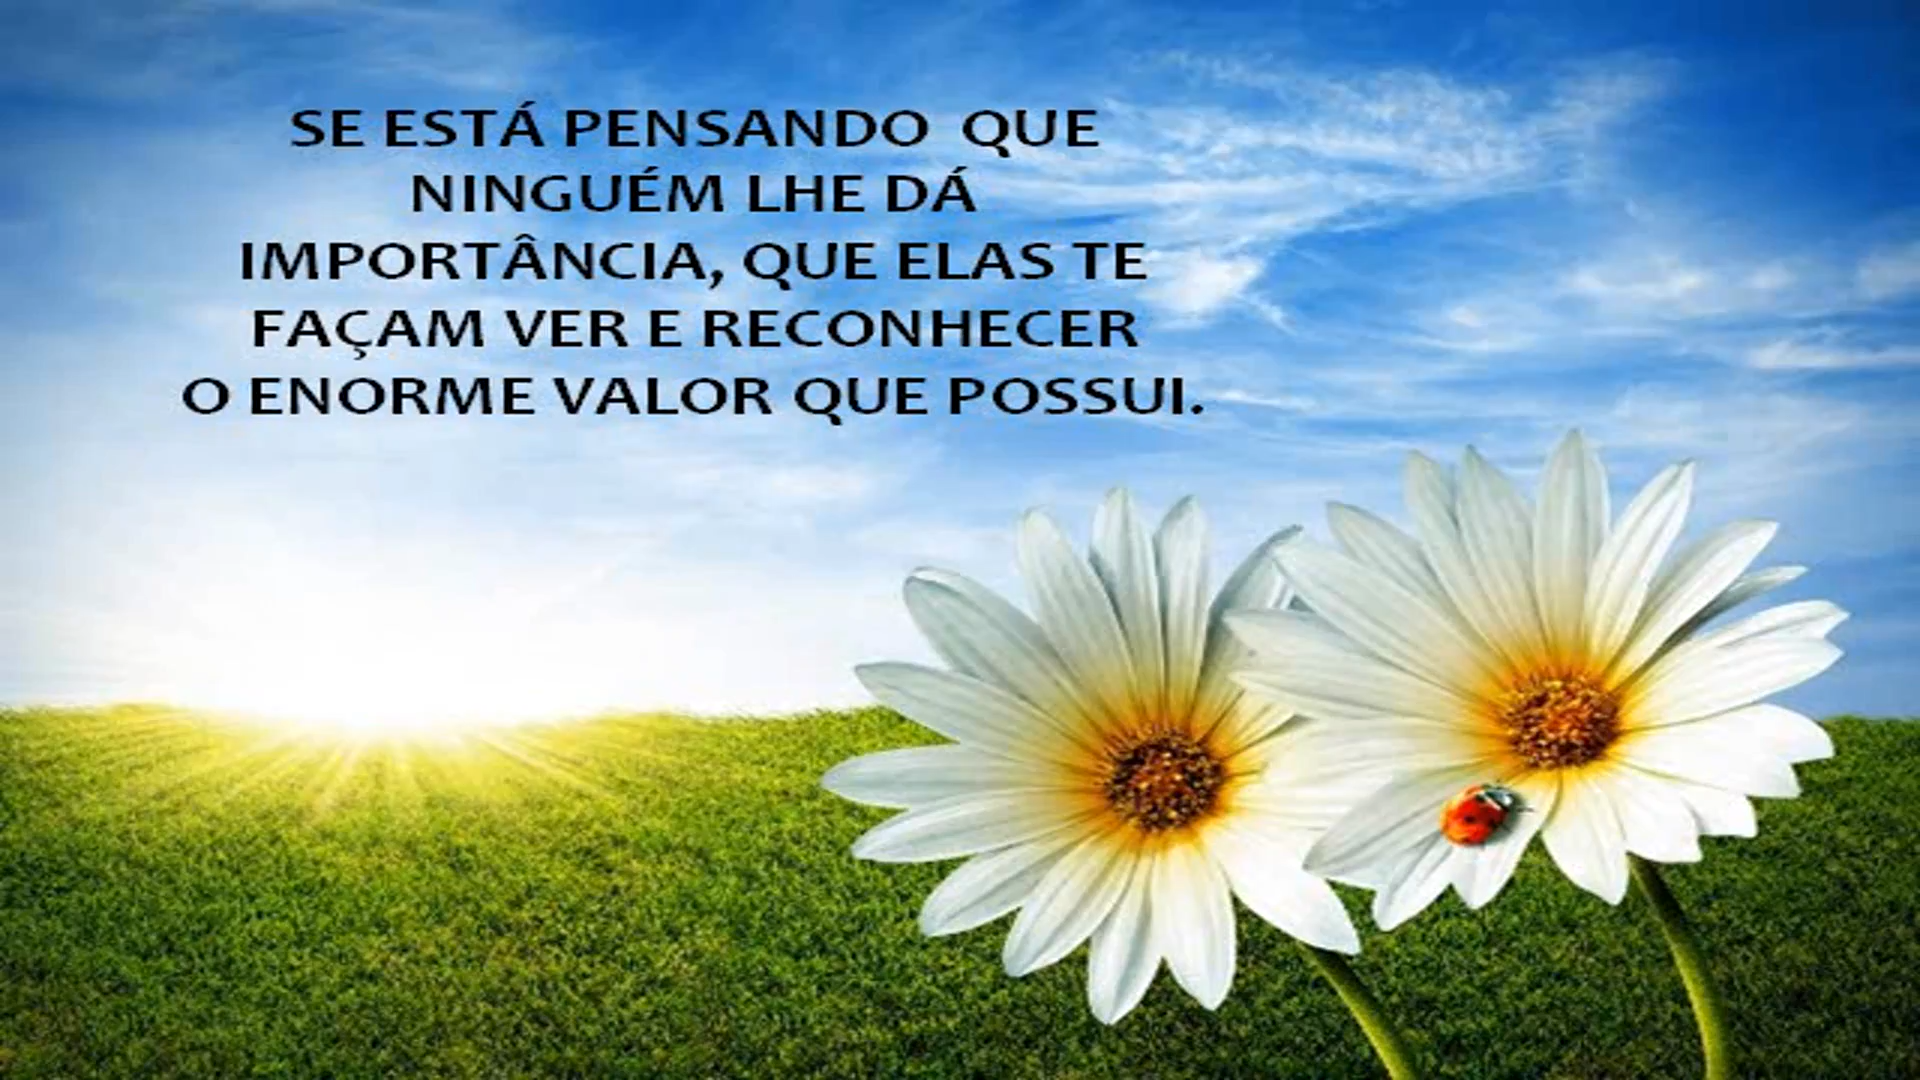 SE ESTÁ PENSANDO QUE
NINGUÉM LHE DÁ
IMPORTÂNCIA, QUE ELAS TE
FAÇAM VER E RECONHECER
O ENORME VALOR QUE POSSUI.